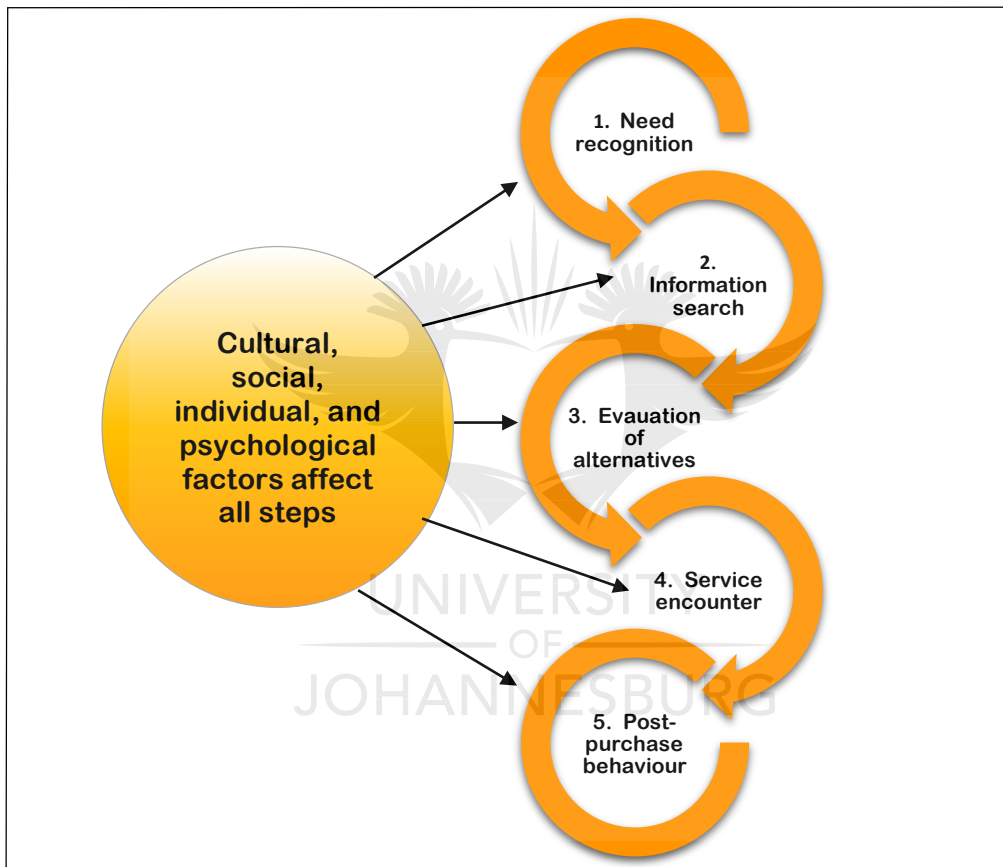 1. Need
recognition
2.
Information
search
Cultural,
social,
individual, and
psychological
factors affect
all steps
3. Evauation
of
alternatives
4. Service
encounter
UNIVERSITY
OF
JOHANNESBURG
5. Post-
purchase
behaviour